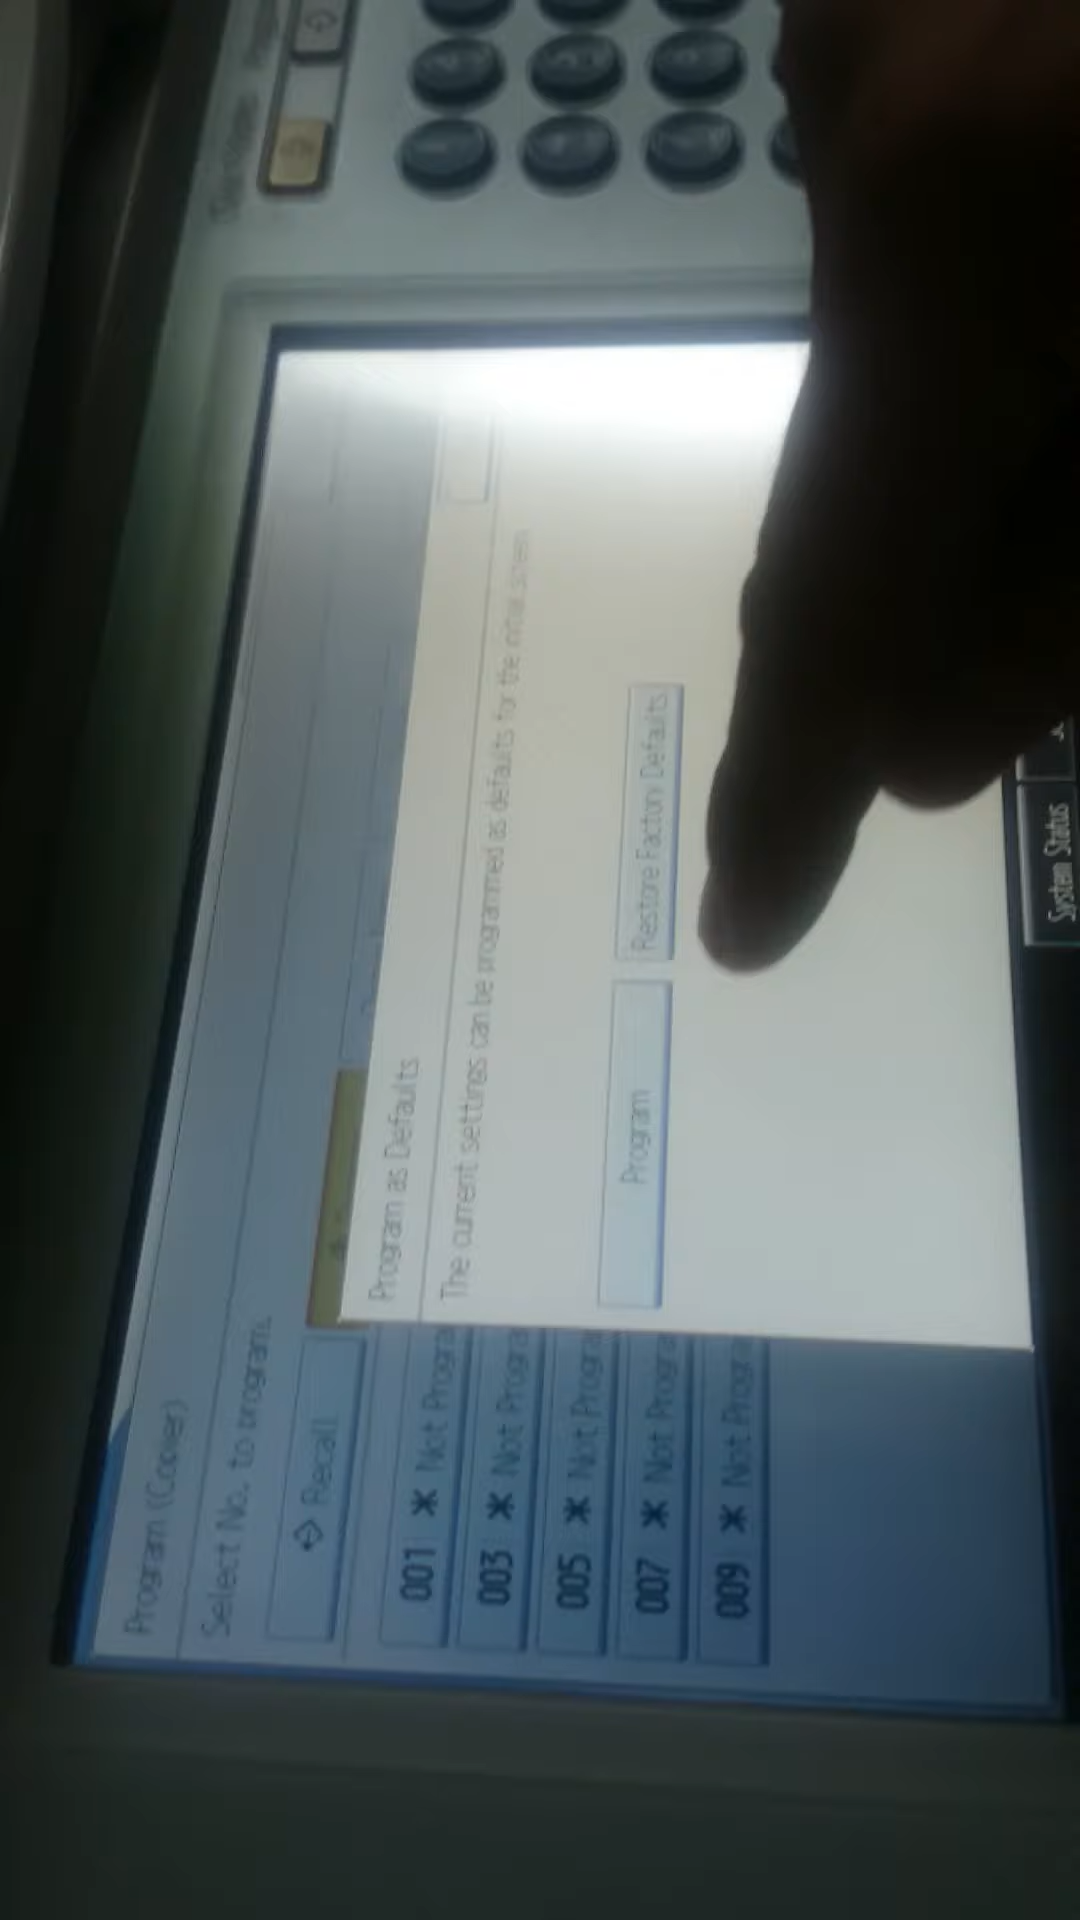 Program (Cover)
Select No. to program.
Recall
Program as Defaults
The current settings can be programmed as defaults for the initial screen
Program
Restore Factory Defaults
001 * Not Progra
003 * Not Progra
005 * Not Progra
007 * Not Progra
009 * Not Progra
System Status